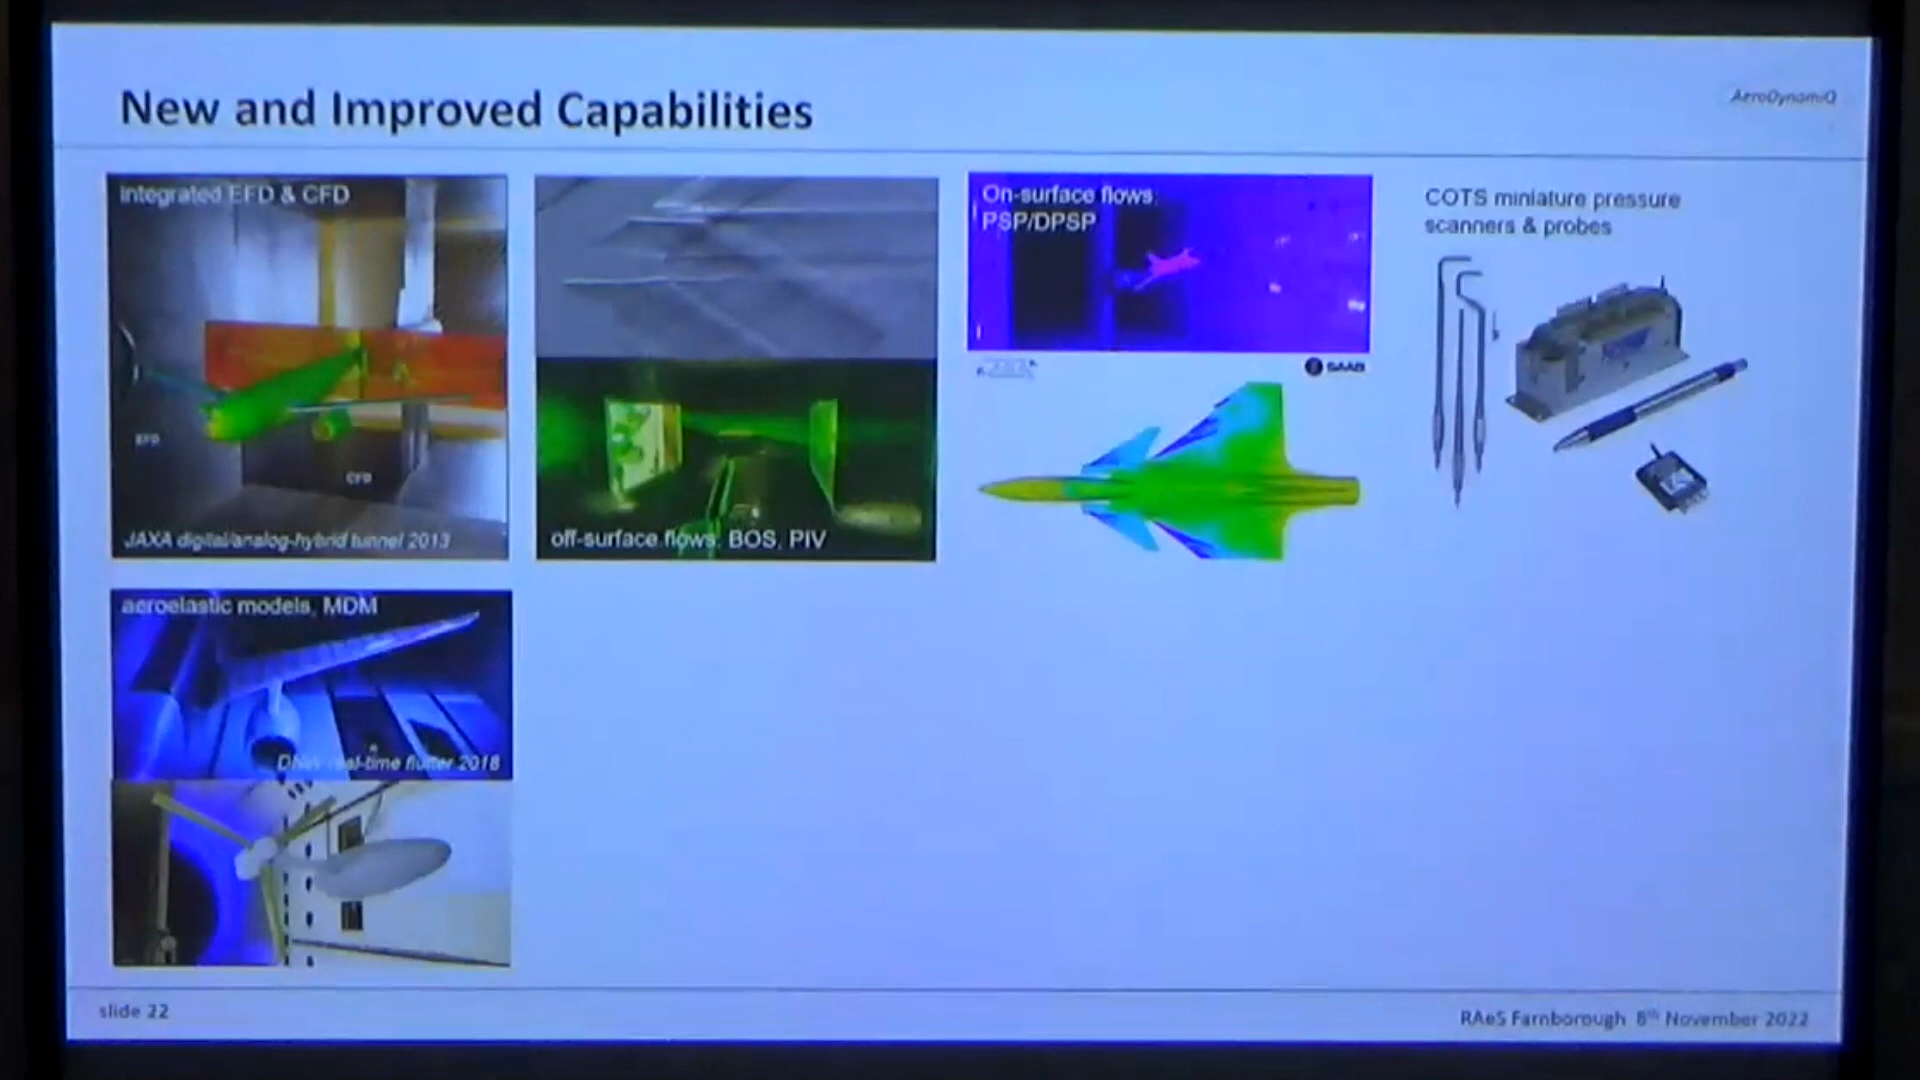 New and Improved Capabilities
AeroDynamiQ
integrated EFD & CFD
EFD
CFD
JAXA digital/analog-hybrid tunnel 2013
off-surface flows: BOS, PIV
On-surface flows
PSP/DPSP
SAAB
COTS miniature pressure
scanners & probes
aeroelastic models, MDM
real-time flutter 2018
slide 22
RAeS Farnborough 8th November 2022